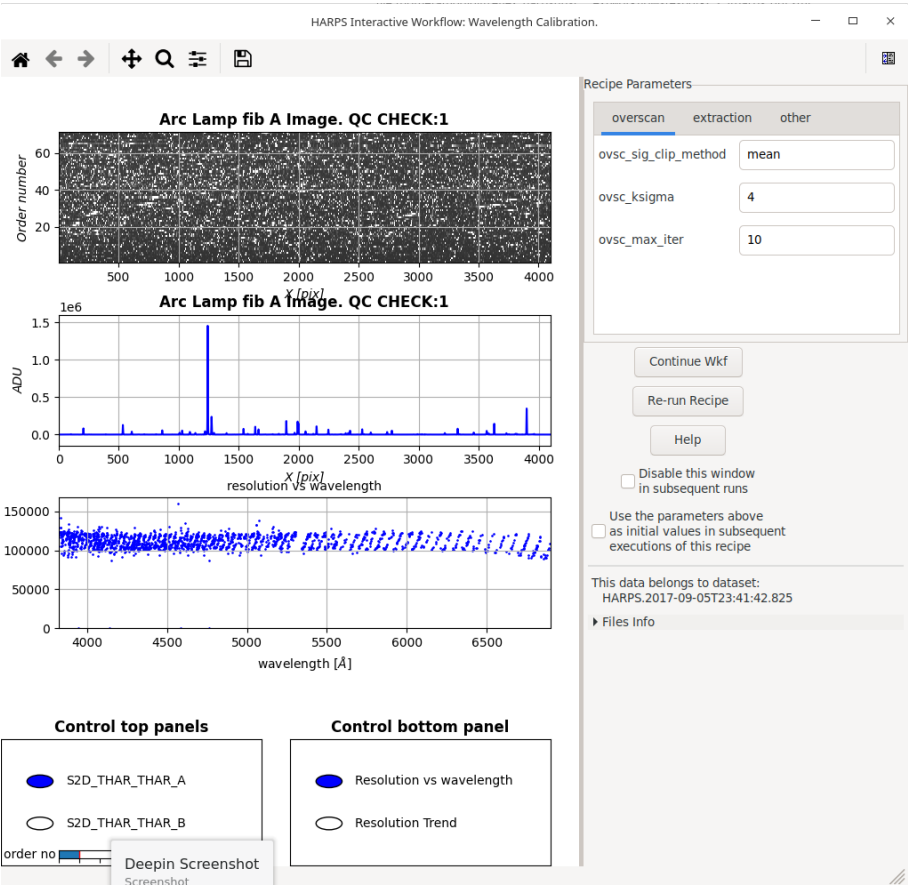 HARPS Interactive Workflow: Wavelength Calibration.
Recipe Parameters
Arc Lamp fib A Image. QC CHECK:1
Order number
60
40
20
500 1000 1500 2000 2500 3000 3500 4000
X [pix]
Arc Lamp fib A Image. QC CHECK:1
1e6
ADU
1.5
1.0
0.5
0.0
0 500 1000 1500 2000 2500 3000 3500 4000
X [pix]
resolution vs wavelength
150000
100000
50000
0
4000 4500 5000 5500 6000 6500
wavelength [Å]
Control top panels
S2D_THAR_THAR_A
S2D_THAR_THAR_B
order no
Deepin Screenshot
Screenshot
Control bottom panel
Resolution vs wavelength
Resolution Trend
overscan extraction other
ovsc_sig_clip_method mean
ovsc_ksigma 4
ovsc_max_iter 10
Continue Wkf
Re-run Recipe
Help
Disable this window
in subsequent runs
Use the parameters above
as initial values in subsequent
executions of this recipe
This data belongs to dataset:
HARPS.2017-09-05T23:41:42.825
Files Info